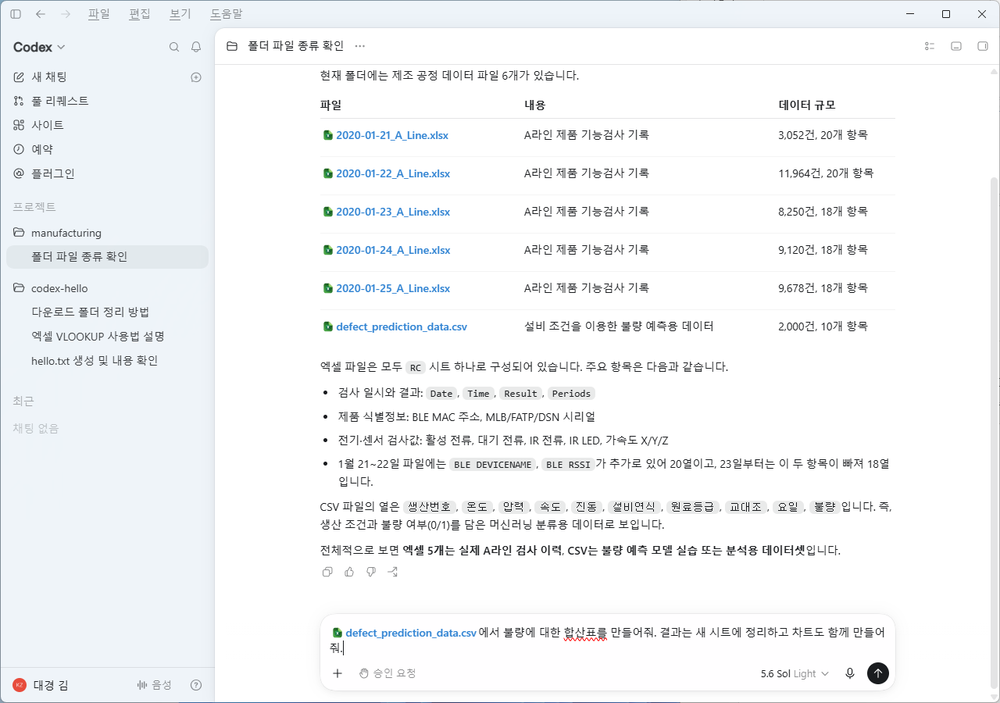 파일 편집 보기 도움말
Codex
새 채팅
풀 리퀘스트
사이트
예약
플러그인
프로젝트
manufacturing
폴더 파일 종류 확인
codex-hello
다운로드 폴더 정리 방법
엑셀 VLOOKUP 사용법 설명
hello.txt 생성 및 내용 확인
최근
채팅 없음
KZ 대경 김 음성
폴더 파일 종류 확인
현재 폴더에는 제조 공정 데이터 파일 6개가 있습니다.
파일 내용 데이터 규모
2020-01-21_A_Line.xlsx A라인 제품 기능검사 기록 3,052건, 20개 항목
2020-01-22_A_Line.xlsx A라인 제품 기능검사 기록 11,964건, 20개 항목
2020-01-23_A_Line.xlsx A라인 제품 기능검사 기록 8,250건, 18개 항목
2020-01-24_A_Line.xlsx A라인 제품 기능검사 기록 9,120건, 18개 항목
2020-01-25_A_Line.xlsx A라인 제품 기능검사 기록 9,678건, 18개 항목
defect_prediction_data.csv 설비 조건을 이용한 불량 예측용 데이터 2,000건, 10개 항목
엑셀 파일은 모두 RC 시트 하나로 구성되어 있습니다. 주요 항목은 다음과 같습니다.
• 검사 일시와 결과: Date, Time, Result, Periods
• 제품 식별정보: BLE MAC 주소, MLB/FATP/DSN 시리얼
• 전기·센서 검사값: 활성 전류, 대기 전류, IR 전류, IR LED, 가속도 X/Y/Z
• 1월 21~22일 파일에는 BLE DEVICENAME, BLE RSSI가 추가로 있어 20열이고, 23일부터는 이 두 항목이 빠져 18열
입니다.
CSV 파일의 열은 생산번호, 온도, 압력, 속도, 진동, 설비연식, 원료등급, 교대조, 요일, 불량입니다. 즉,
생산 조건과 불량 여부(0/1)를 담은 머신러닝 분류용 데이터로 보입니다.
전체적으로 보면 엑셀 5개는 실제 A라인 검사 이력, CSV는 불량 예측 모델 실습 또는 분석용 데이터셋입니다.
defect_prediction_data.csv 에서 불량에 대한 합산표를 만들어줘. 결과는 새 시트에 정리하고 차트도 함께 만들어
줘.
승인 요청 5.6 Sol Light